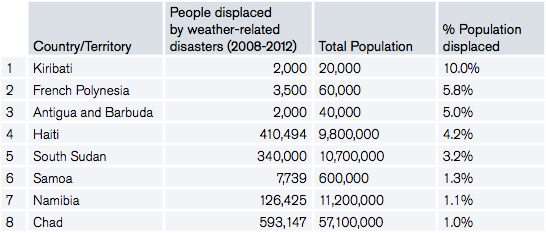 People displaced
by weather-related
disasters (2008-2012)
% Population
displaced
Country/Territory Total Population
1 Kiribati 2,000 20,000 10.0%
2 French Polynesia 3,500 60,000 5.8%
3 Antigua and Barbuda 2,000 40,000 5.0%
4 Haiti 410,494 9,800,000 4.2%
5 South Sudan 340,000 10,700,000 3.2%
6 Samoa 7,739 600,000 1.3%
7 Namibia 126,425 11,200,000 1.1%
8 Chad 593,147 57,100,000 1.0%